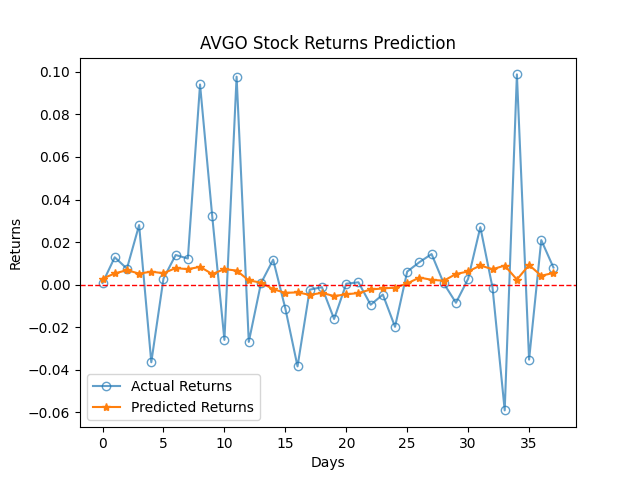 AVGO Stock Returns Prediction
Returns
0.10
0.08
0.06
0.04
0.02
0.00
−0.02
−0.04
−0.06
Actual Returns
Predicted Returns
0 5 10 15 20 25 30 35
Days